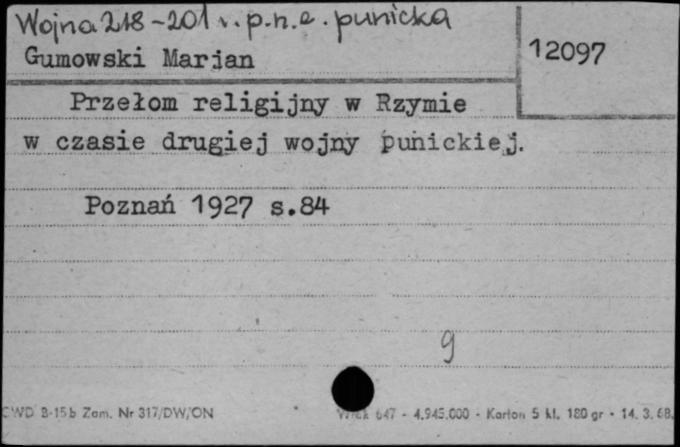 Wojna 218-201 r. p.n.e. punicka
Gumowski Marjan
12097
Przełom religijny w Rzymie
w czasie drugiej wojny punickiej.
Poznań 1927 s.84
9
CWD B-15b Zam. Nr 317/DW/ON
647 - 4.945.000 - Karton 5 kl. 180 gr - 14. 3. 68.